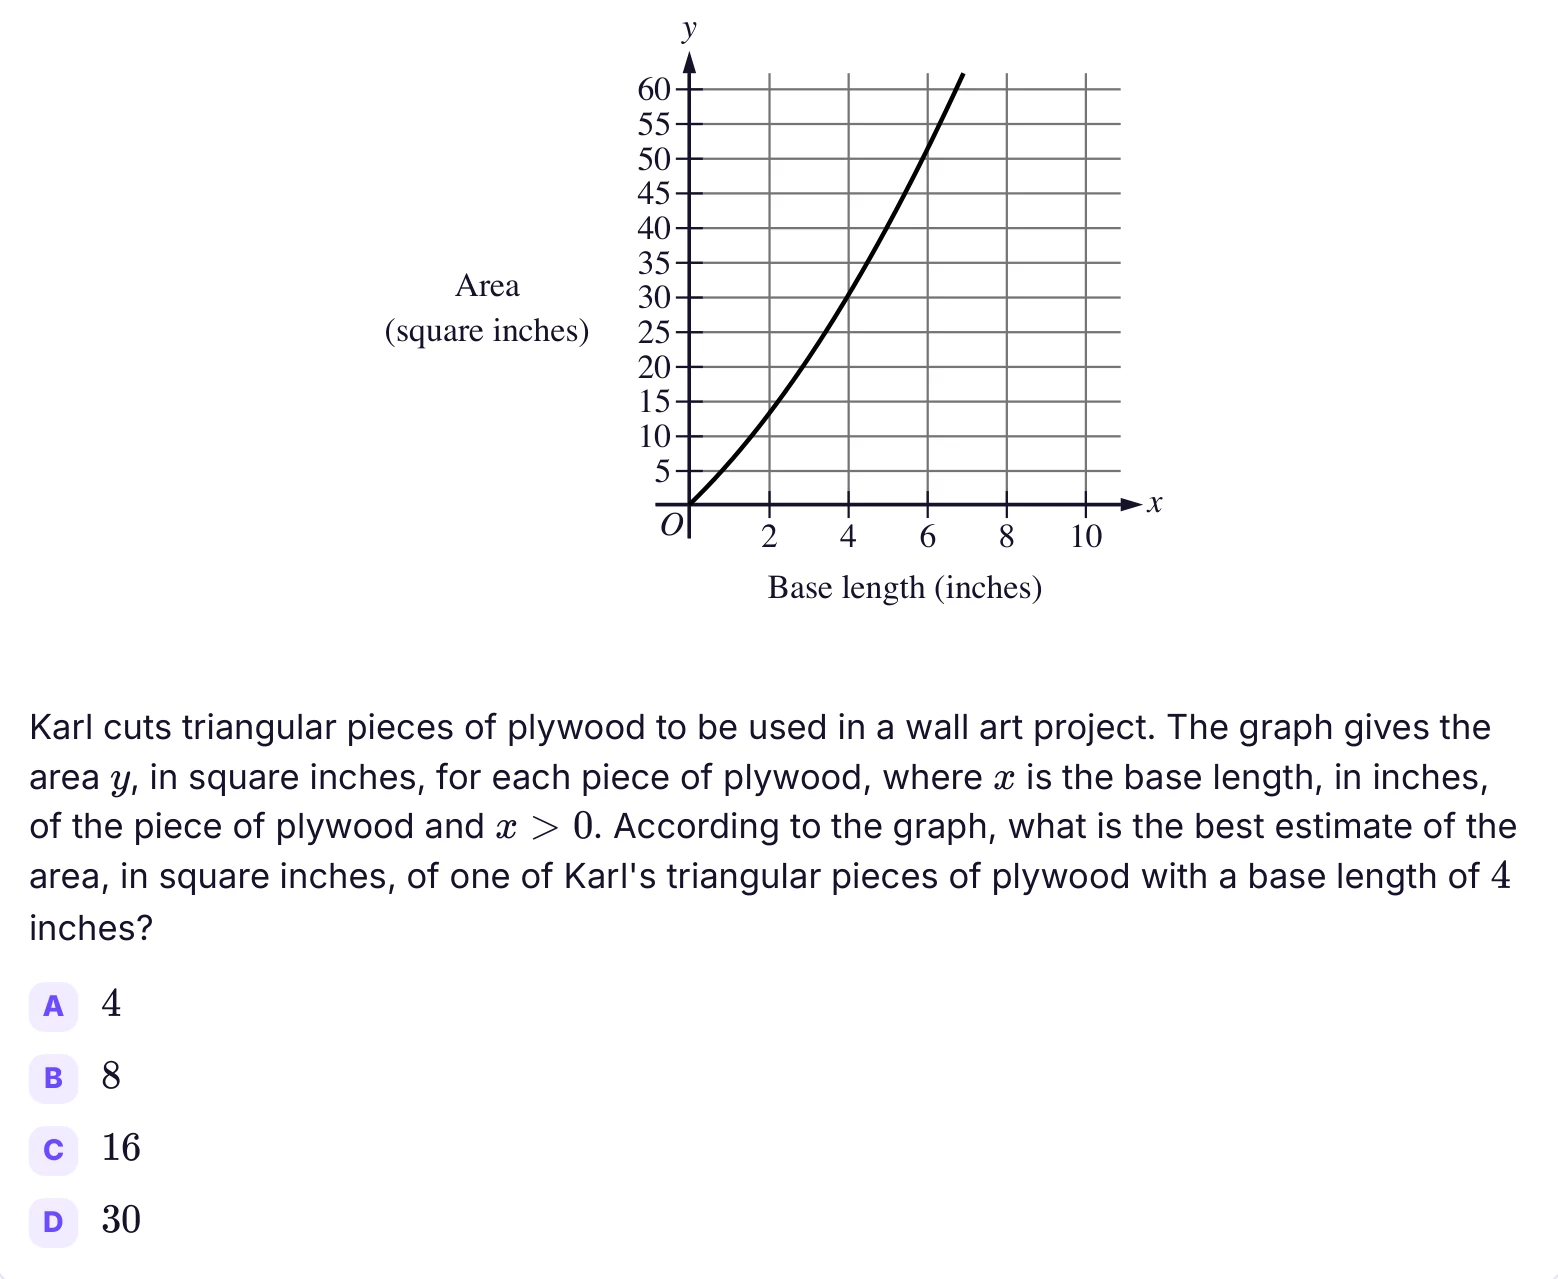 y
60
55
50
45
40
35
30
25
20
15
10
5
Area
(square inches)
O
x
2 4 6 8 10
Base length (inches)
Karl cuts triangular pieces of plywood to be used in a wall art project. The graph gives the
area y, in square inches, for each piece of plywood, where x is the base length, in inches,
of the piece of plywood and x > 0. According to the graph, what is the best estimate of the
area, in square inches, of one of Karl's triangular pieces of plywood with a base length of 4
inches?
A 4
B 8
C 16
D 30